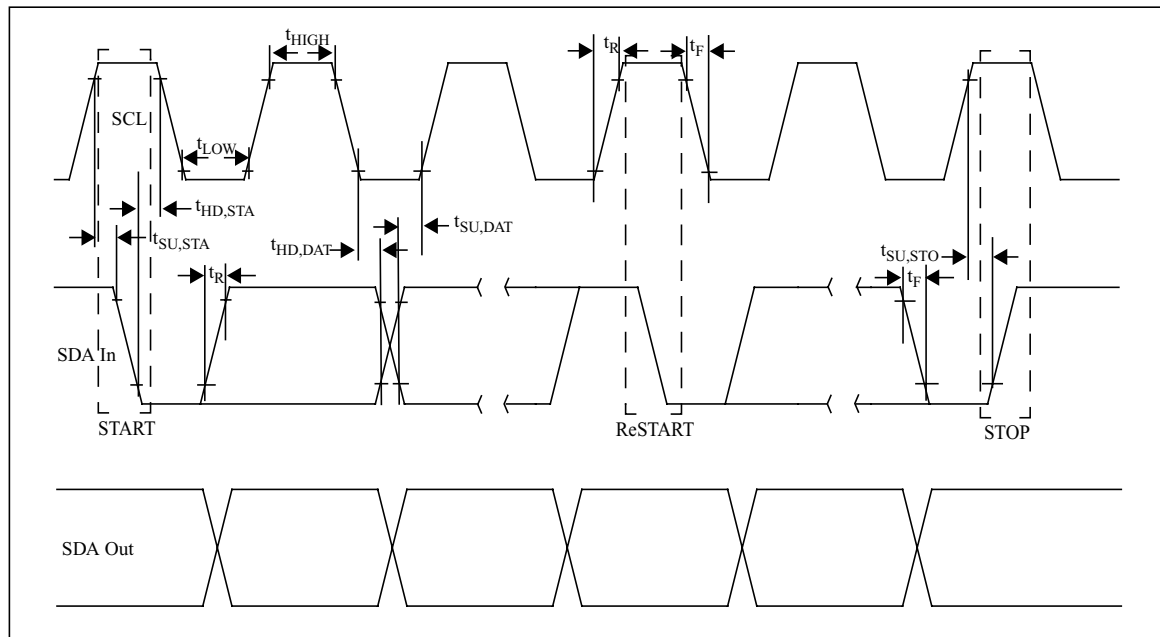 tHIGH
tR
tF
SCL
tLOW
tHD,STA
tSU,STA
tSU,DAT
tHD,DAT
tR
tSU,STO
tF
SDA In
START
ReSTART
STOP
SDA Out